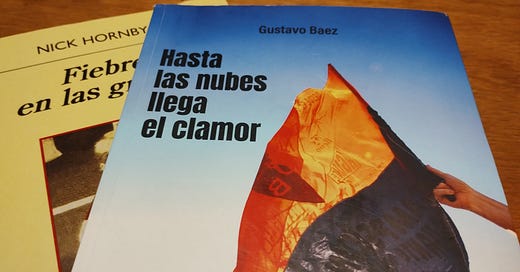 NICK HORNBY
Fiebre
en las
Gustavo Baez
Hasta
las nubes
llega
el clamor